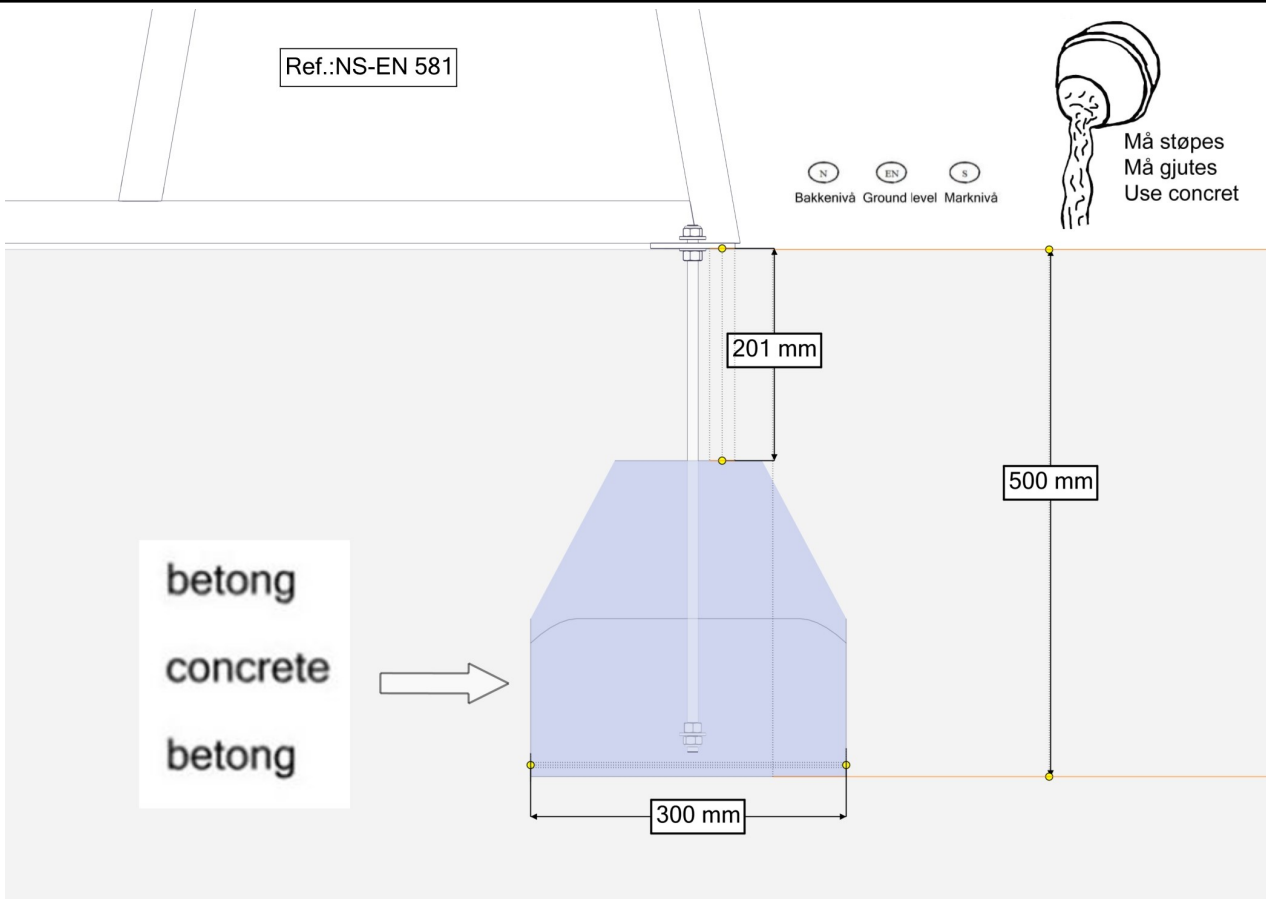 Ref.:NS-EN 581
Må støpes
Må gjutes
Use concret
N EN S
Bakkenivå Ground level Marknivå
201 mm
500 mm
betong
concrete
betong
300 mm